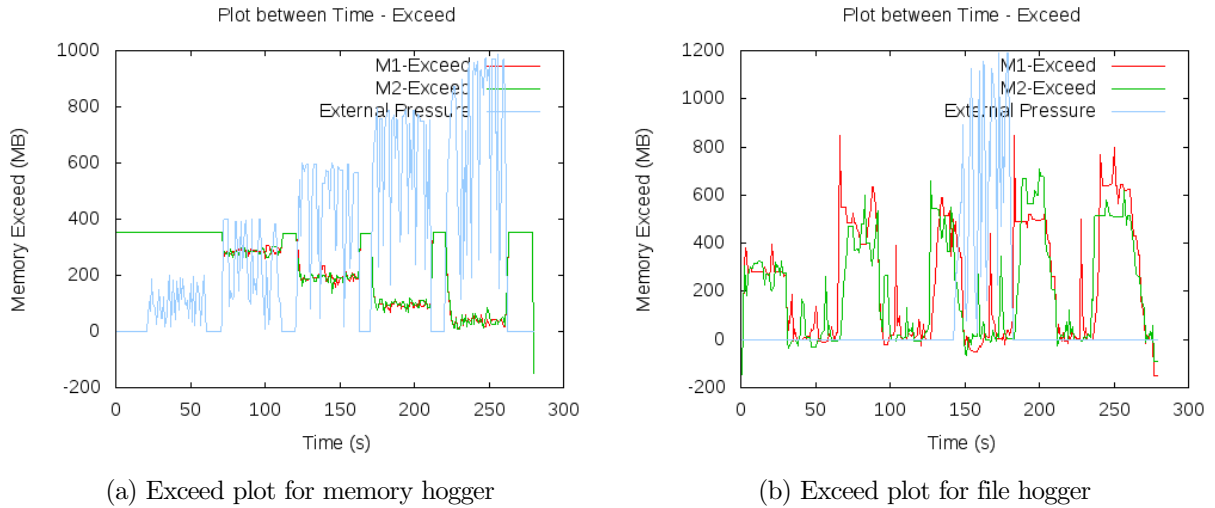 Plot between Time - Exceed
1000
800
600
400
200
0
-200
Memory Exceed (MB)
M1-Exceed
M2-Exceed
External Pressure
0 50 100 150 200 250 300
Time (s)
(a) Exceed plot for memory hogger
Plot between Time - Exceed
1200
1000
800
600
400
200
0
-200
Memory Exceed (MB)
M1-Exceed
M2-Exceed
External Pressure
0 50 100 150 200 250 300
Time (s)
(b) Exceed plot for file hogger